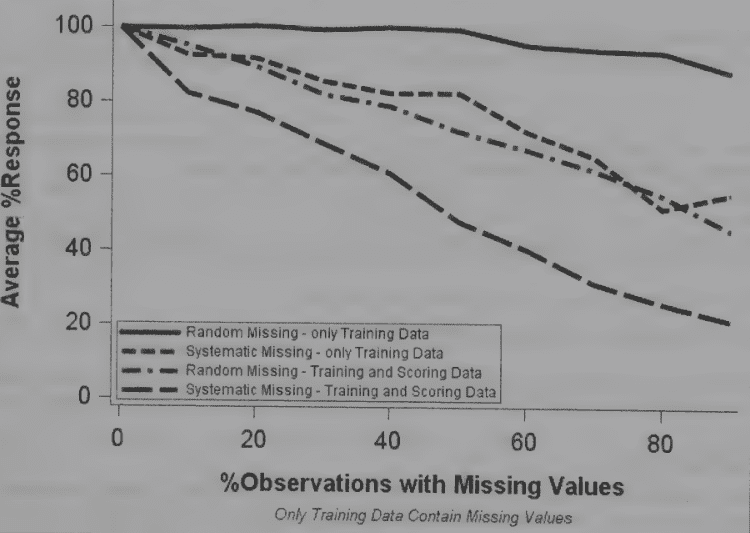 Average %Response
100
80
60
40
20
0
Random Missing - only Training Data
Systematic Missing - only Training Data
Random Missing - Training and Scoring Data
Systematic Missing - Training and Scoring Data
0 20 40 60 80
%Observations with Missing Values
Only Training Data Contain Missing Values